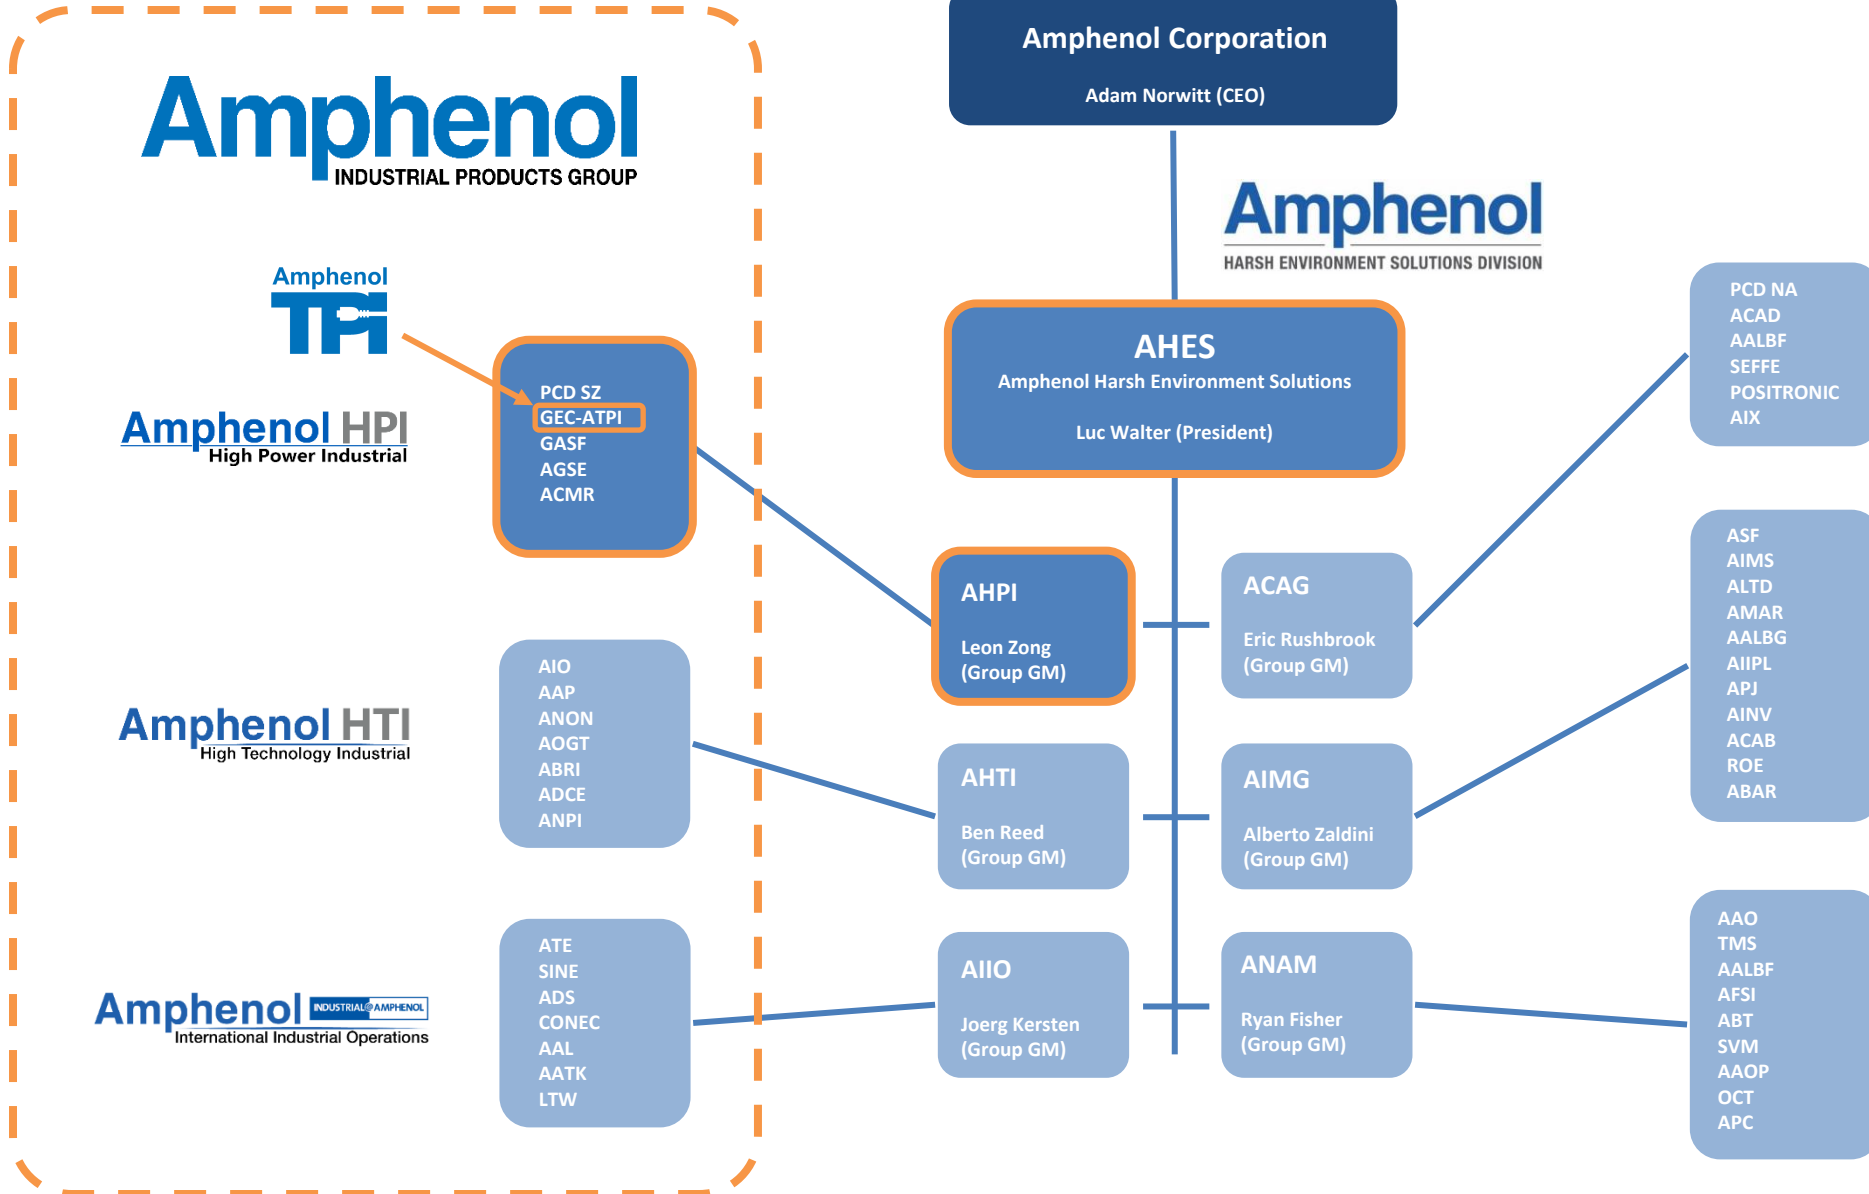 Amphenol
INDUSTRIAL PRODUCTS GROUP
Amphenol
TPi
Amphenol HPI
High Power Industrial
PCD SZ
GEC-ATPI
GASF
AGSE
ACMR
Amphenol HTI
High Technology Industrial
AIO
AAP
ANON
AOGT
ABRI
ADCE
ANPI
Amphenol INDUSTRIAL@AMPHENOL
International Industrial Operations
ATE
SINE
ADS
CONEC
AAL
AATK
LTW
Amphenol Corporation
Adam Norwitt (CEO)
Amphenol
HARSH ENVIRONMENT SOLUTIONS DIVISION
AHES
Amphenol Harsh Environment Solutions
Luc Walter (President)
AHPI
Leon Zong
(Group GM)
ACAG
Eric Rushbrook
(Group GM)
AHTI
Ben Reed
(Group GM)
AIMG
Alberto Zaldini
(Group GM)
AIIO
Joerg Kersten
(Group GM)
ANAM
Ryan Fisher
(Group GM)
PCD NA
ACAD
AALBF
SEFFE
POSITRONIC
AIX
ASF
AIMS
ALTD
AMAR
AALBG
AIIPL
APJ
AINV
ACAB
ROE
ABAR
AAO
TMS
AALBF
AFSI
ABT
SVM
AAOP
OCT
APC